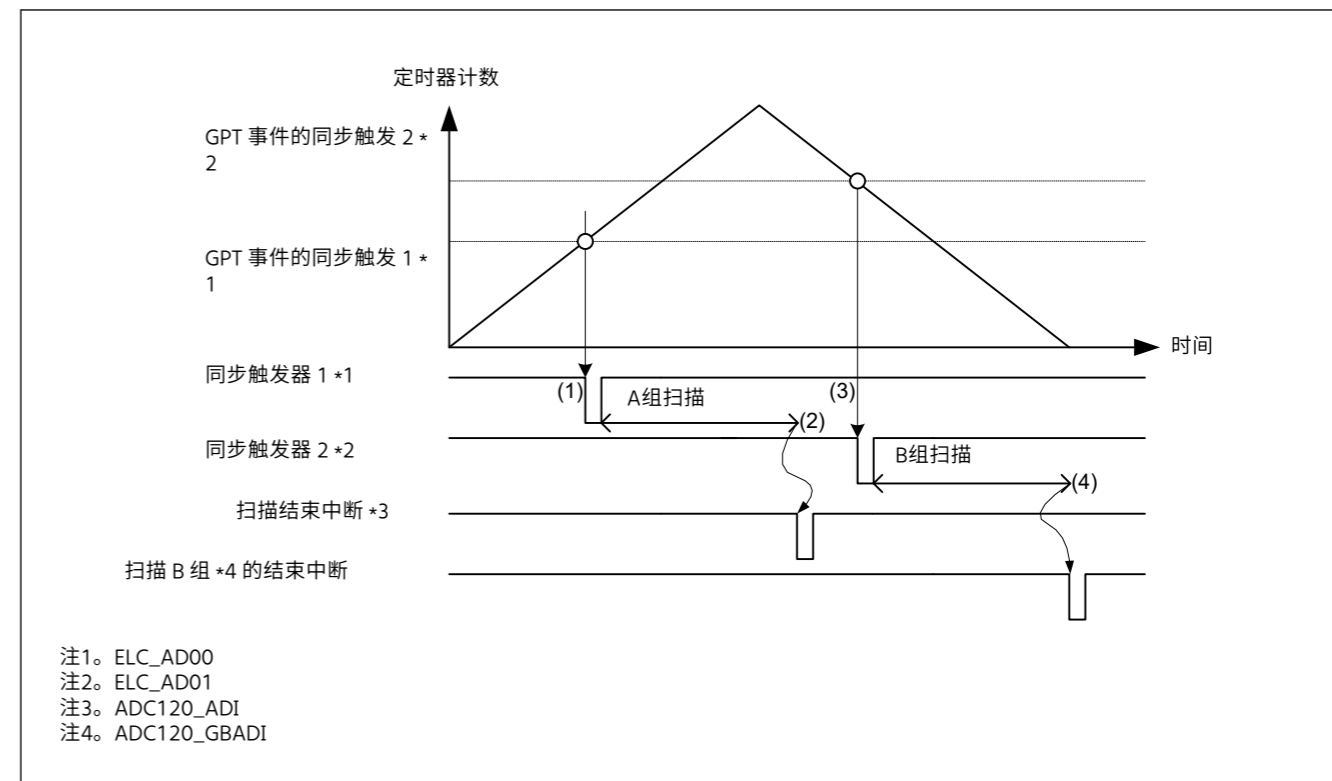 定时器计数
GPT 事件的同步触发 2 *
2
GPT 事件的同步触发 1 *
1
时间
同步触发器 1 *1
(1)
A组扫描
(2)
(3)
同步触发器 2 *2
B组扫描
(4)
扫描结束中断 *3
扫描 B 组 *4 的结束中断
注1。ELC_AD00
注2。ELC_AD01
注3。ADC120_ADI
注4。ADC120_GBADI